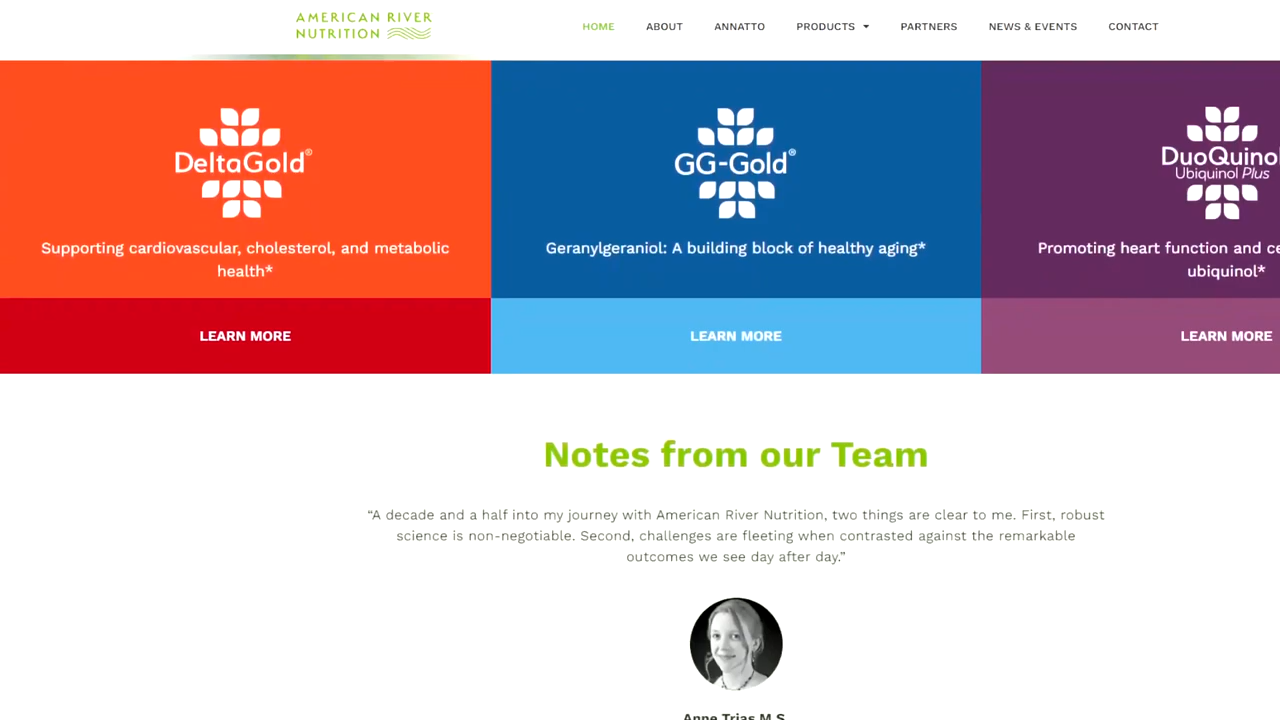 AMERICAN RIVER
NUTRITION
HOME ABOUT ANNATTO PRODUCTS PARTNERS NEWS & EVENTS CONTACT
DeltaGold®
Supporting cardiovascular, cholesterol, and metabolic
health*
LEARN MORE
GG-Gold®
Geranylgeraniol: A building block of healthy aging*
LEARN MORE
DuoQuinol
Ubiquinol Plus
Promoting heart function and ce
ubiquinol*
LEARN MORE
Notes from our Team
“A decade and a half into my journey with American River Nutrition, two things are clear to me. First, robust
science is non-negotiable. Second, challenges are fleeting when contrasted against the remarkable
outcomes we see day after day.”
Anne Trias M.S.